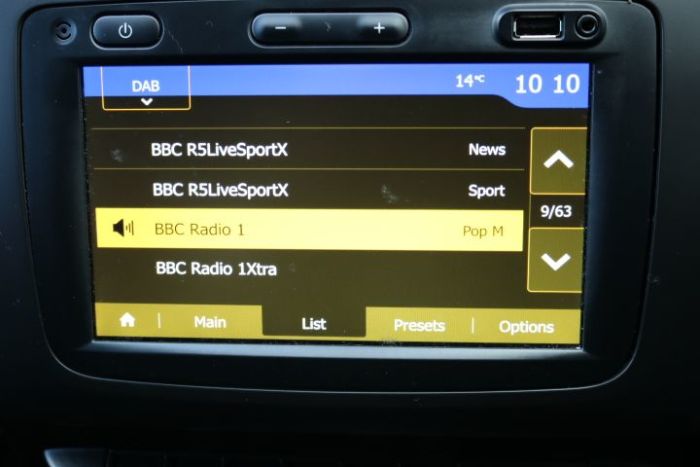 − +
DAB 14°C 10 10
BBC R5LiveSportX News
BBC R5LiveSportX Sport
9/63
BBC Radio 1 Pop M
BBC Radio 1Xtra
Main | List Presets | Options